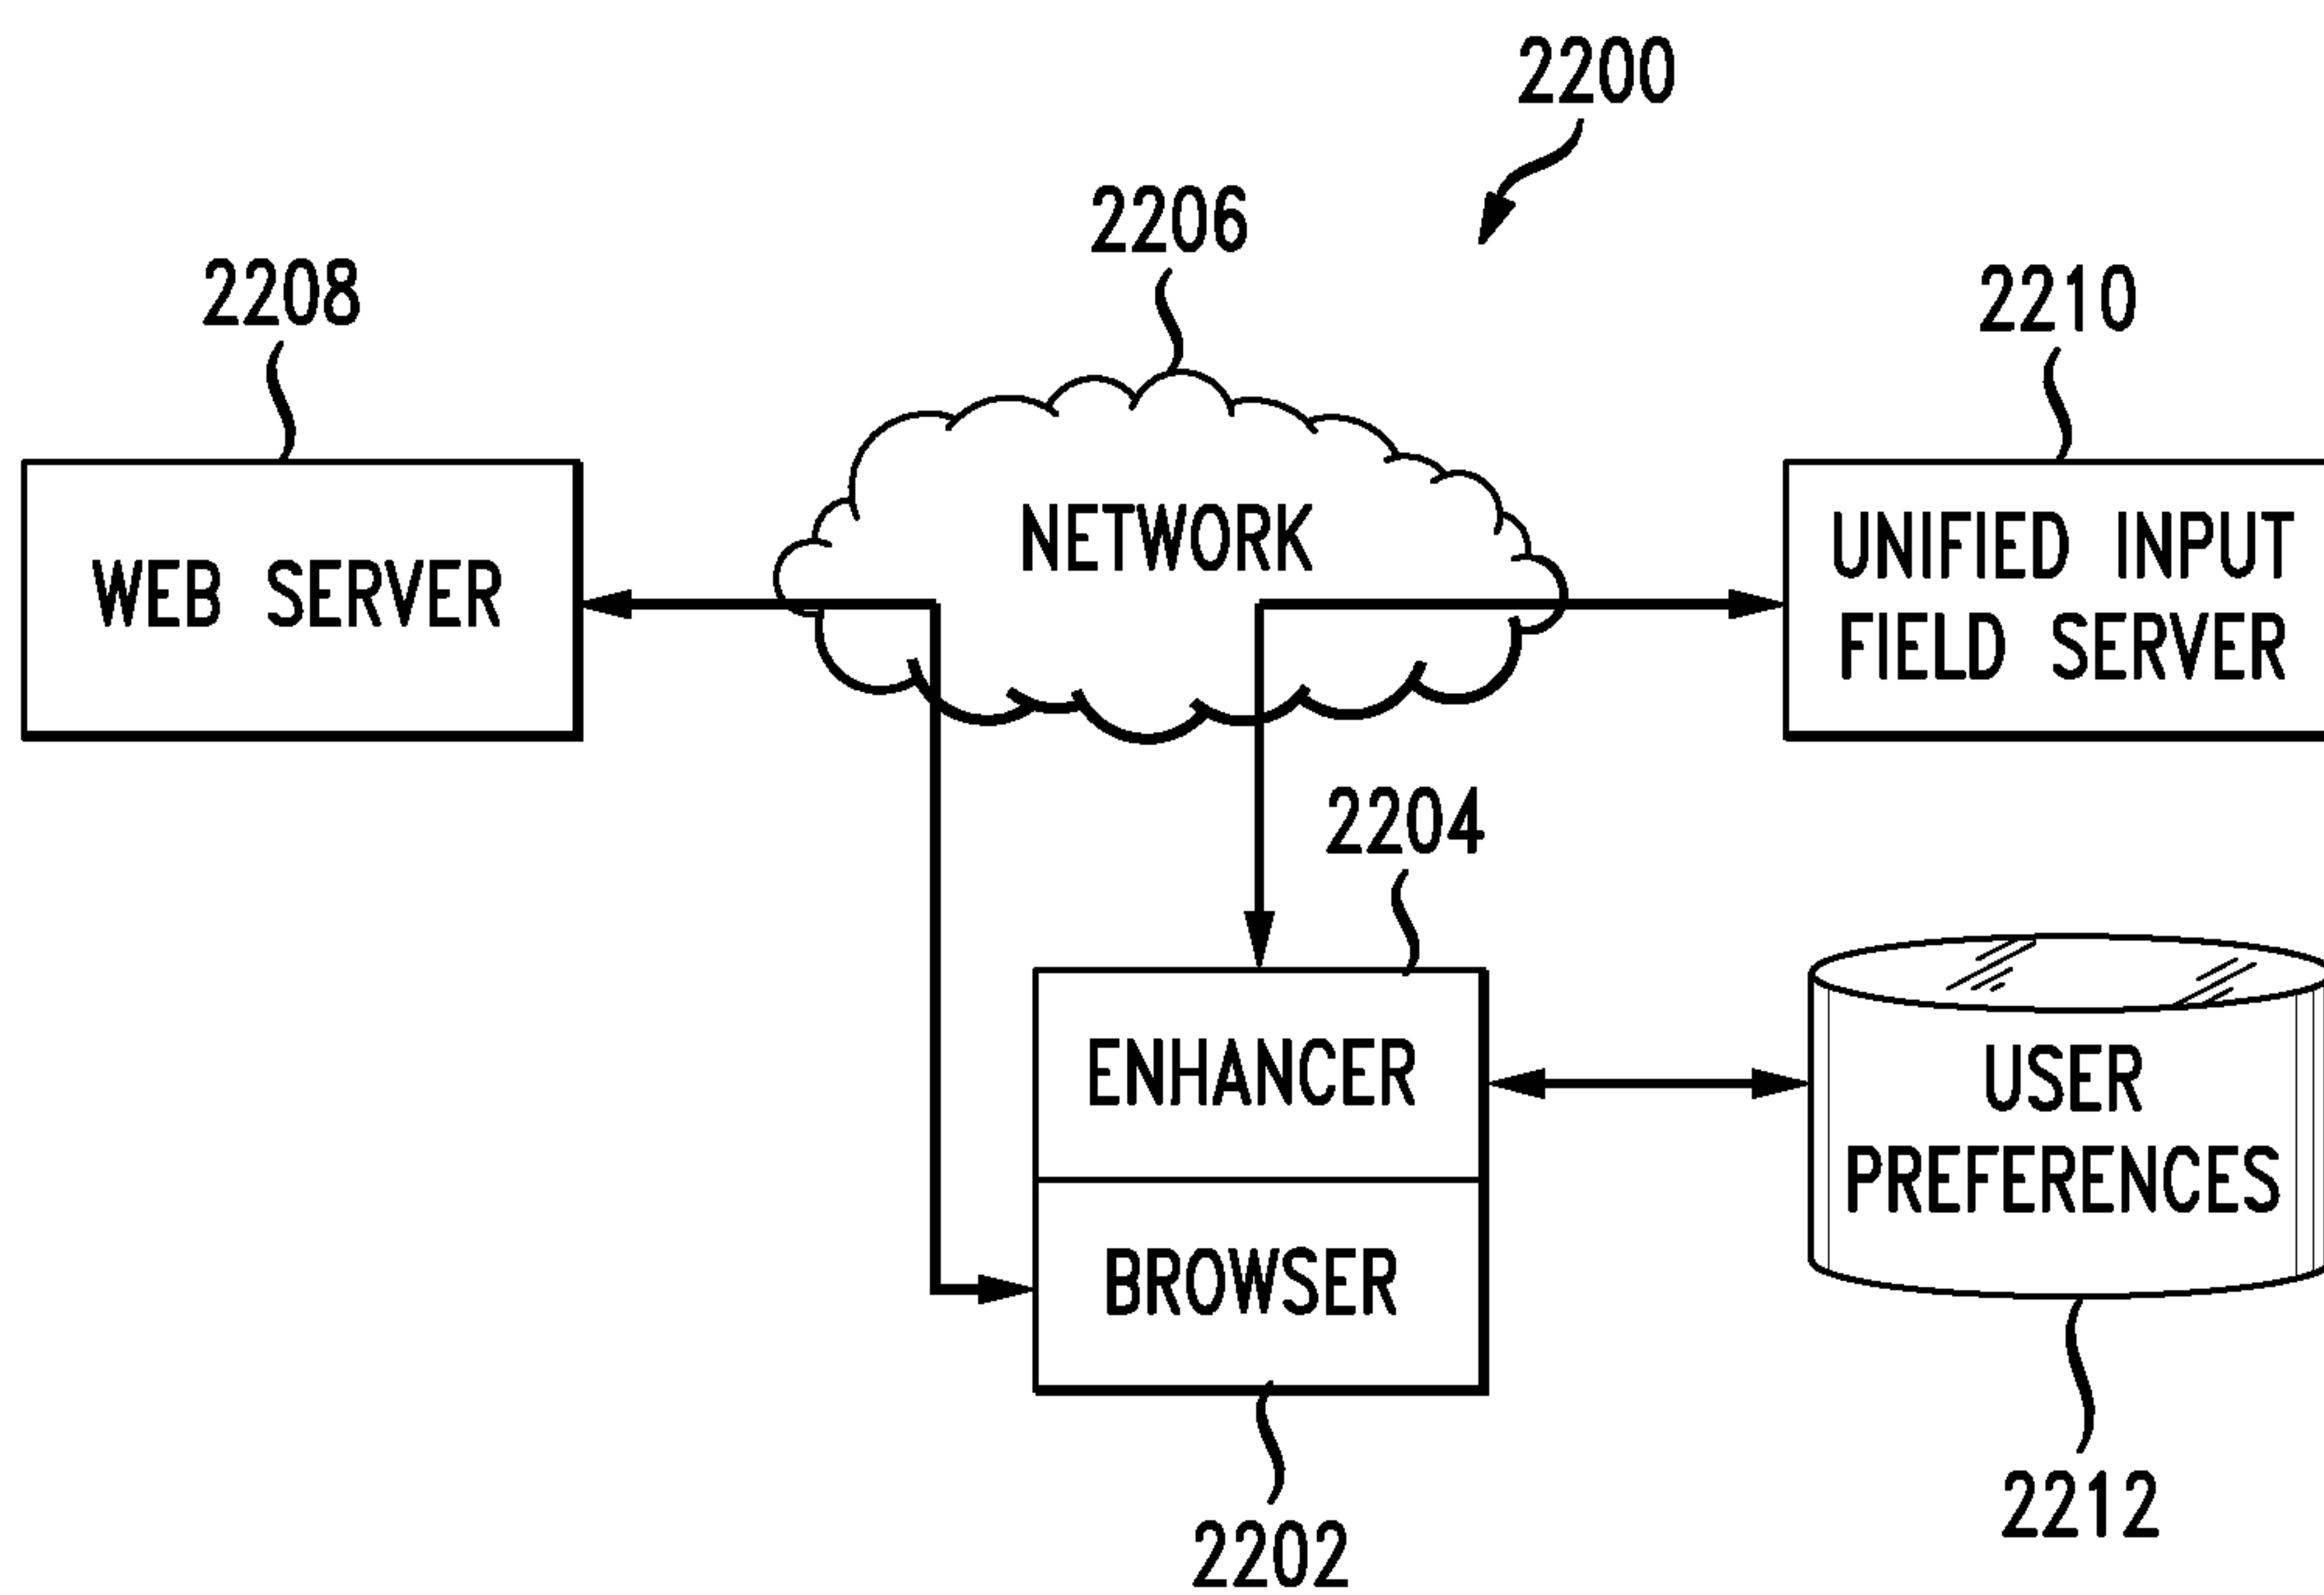 2200
2206
2208
2210
NETWORK
WEB SERVER
UNIFIED INPUT
FIELD SERVER
2204
ENHANCER
USER
PREFERENCES
BROWSER
2212
2202